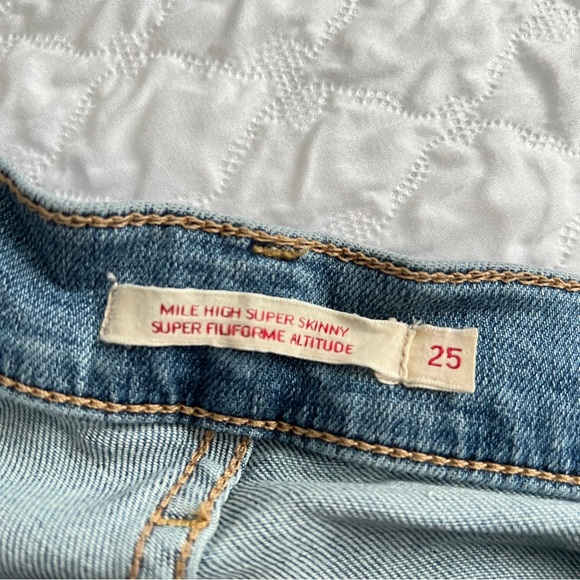 MILE HIGH SUPER SKINNY
SUPER FILIFORME ALTITUDE
25